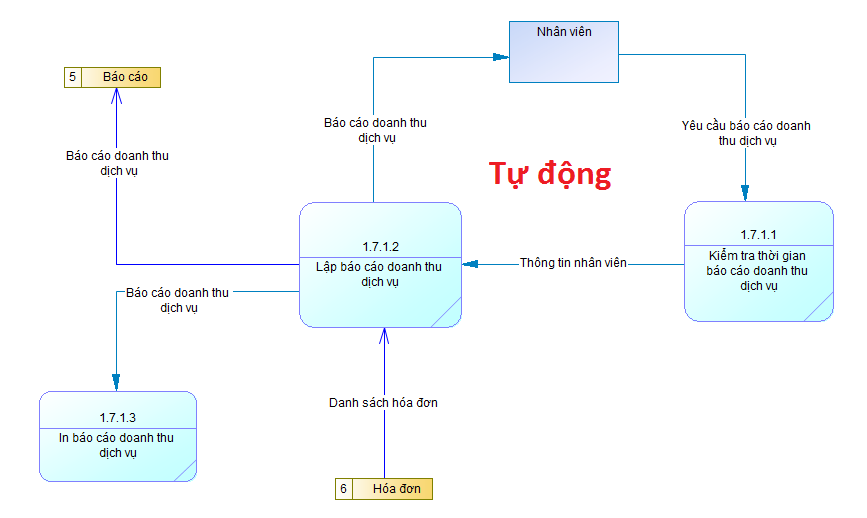 Nhân viên
5 Báo cáo
Báo cáo doanh thu
dịch vụ
Yêu cầu báo cáo doanh
thu dịch vụ
Báo cáo doanh thu
dịch vụ
Tự động
1.7.1.2
Lập báo cáo doanh thu
dịch vụ
1.7.1.1
Kiểm tra thời gian
báo cáo doanh thu
dịch vụ
Thông tin nhân viên
Báo cáo doanh thu
dịch vụ
Danh sách hóa đơn
1.7.1.3
In báo cáo doanh thu
dịch vụ
6 Hóa đơn